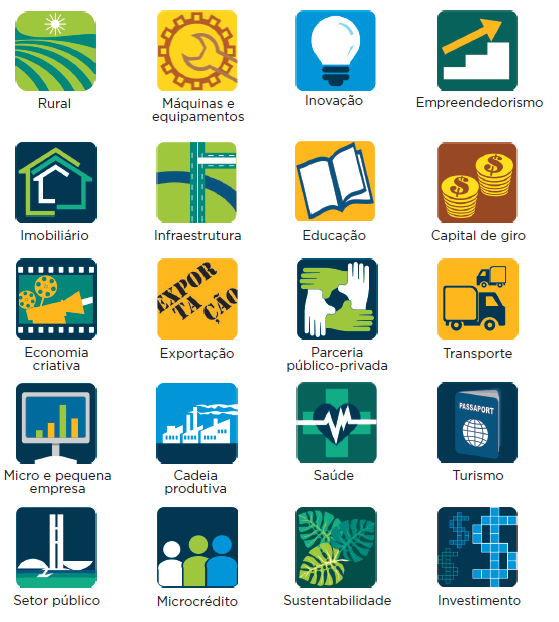 Rural
Máquinas e
equipamentos
Inovação
Empreendedorismo
Imobiliário
Infraestrutura
Educação
$ $
Capital de giro
EXPOR
TA
ÇÃO
Economia
criativa
Exportação
Parceria
público-privada
Transporte
PASSAPORT
Micro e pequena
empresa
Cadeia
produtiva
Saúde
Turismo
$ $ $
Setor público
Microcrédito
Sustentabilidade
Investimento